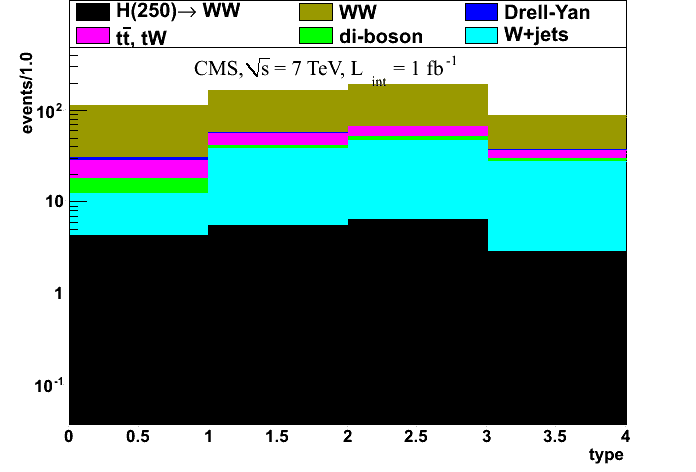 H(250)→ WW WW Drell-Yan
tt̄, tW di-boson W+jets
CMS, √s = 7 TeV, L int = 1 fb⁻¹
events/1.0
10²
10
1
10⁻¹
0 0.5 1 1.5 2 2.5 3 3.5 4
type